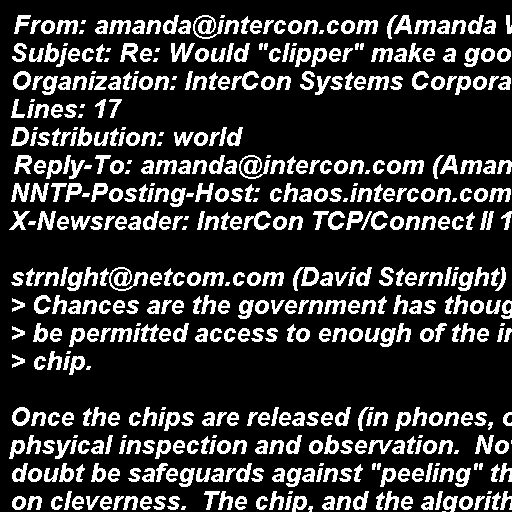 From: amanda@intercon.com (Amanda
Subject: Re: Would "clipper" make a goo
Organization: InterCon Systems Corpora
Lines: 17
Distribution: world
Reply-To: amanda@intercon.com (Aman
NNTP-Posting-Host: chaos.intercon.com
X-Newsreader: InterCon TCP/Connect II 1

strnlght@netcom.com (David Sternlight)
> Chances are the government has thoug
> be permitted access to enough of the in
> chip.

Once the chips are released (in phones, o
phsyical inspection and observation.  No
doubt be safeguards against "peeling" th
on cleverness.  The chip, and the algorith